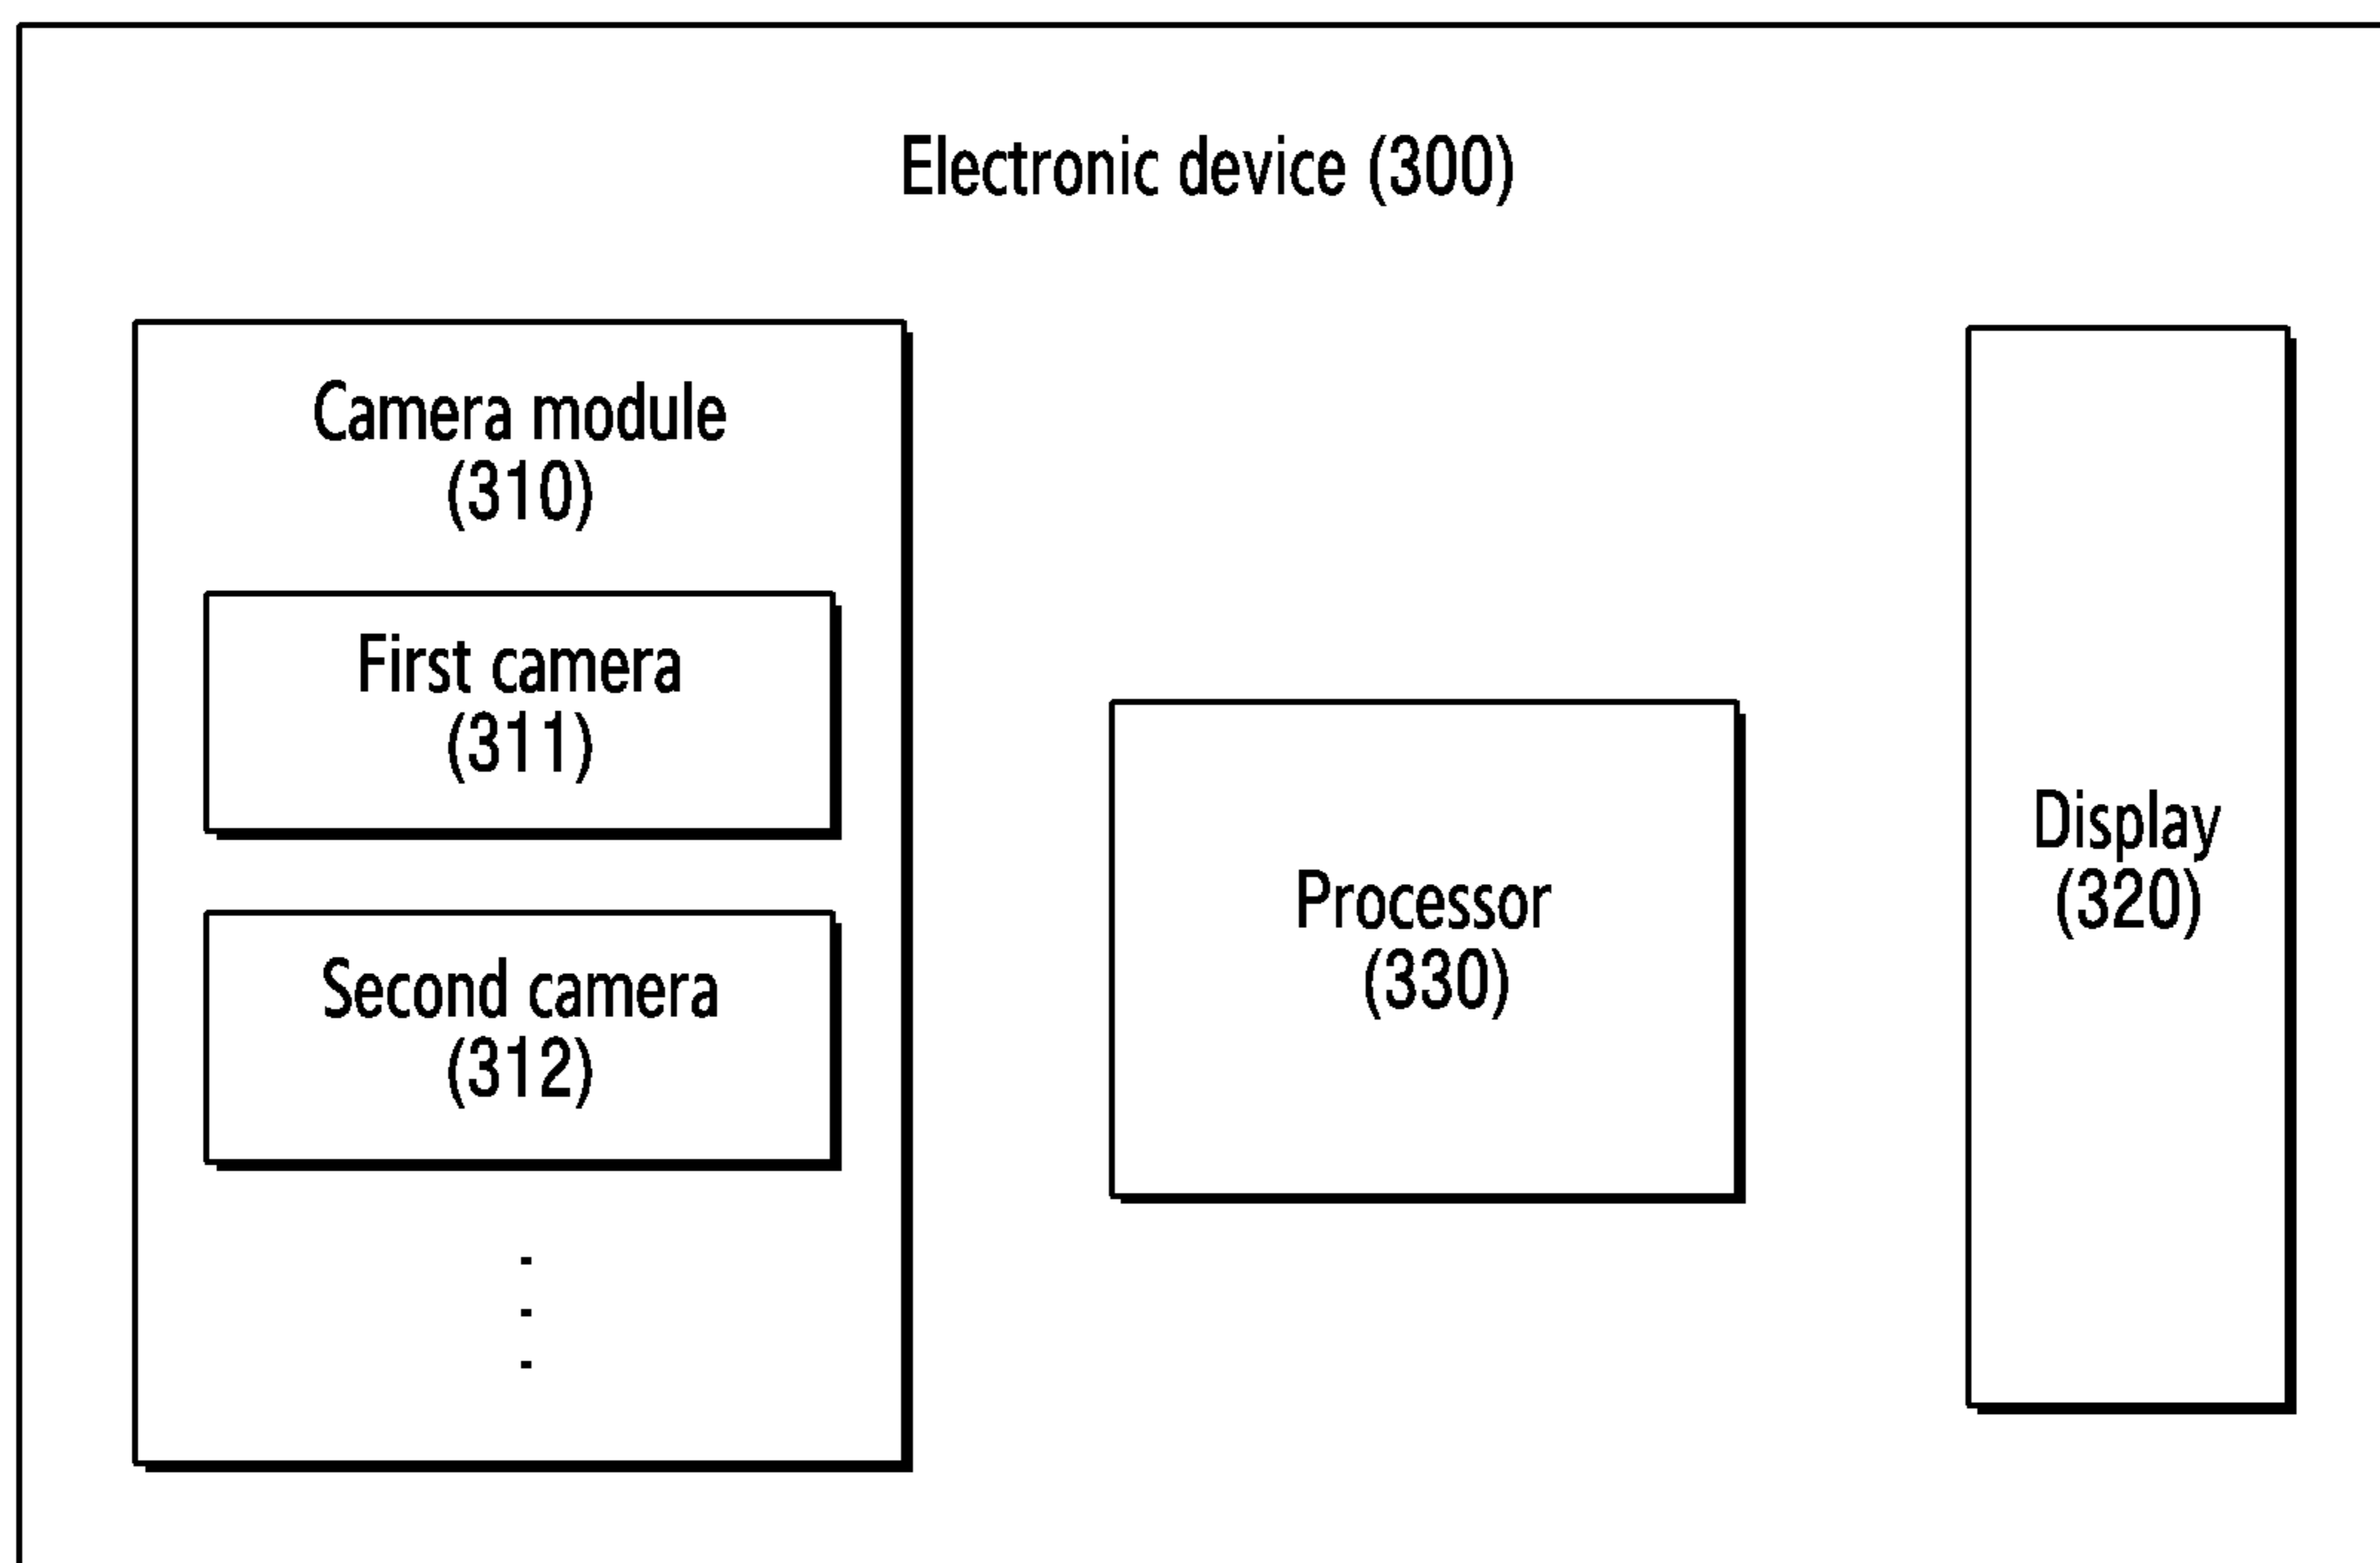 Electronic device (300)
Camera module
(310)
First camera
(311)
Second camera
(312)
Processor
(330)
Display
(320)